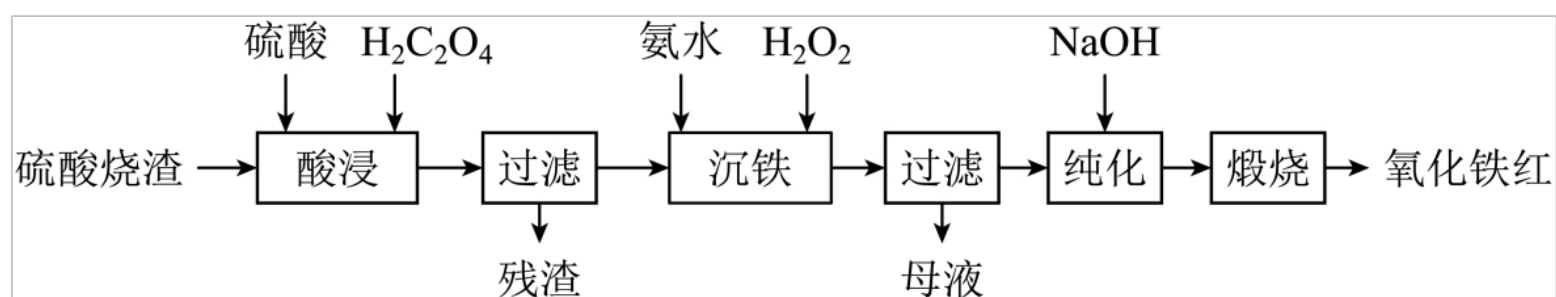 硫酸 H₂C₂O₄ 氨水 H₂O₂ NaOH
硫酸烧渣 酸浸 过滤 沉铁 过滤 纯化 煅烧 氧化铁红
残渣 母液